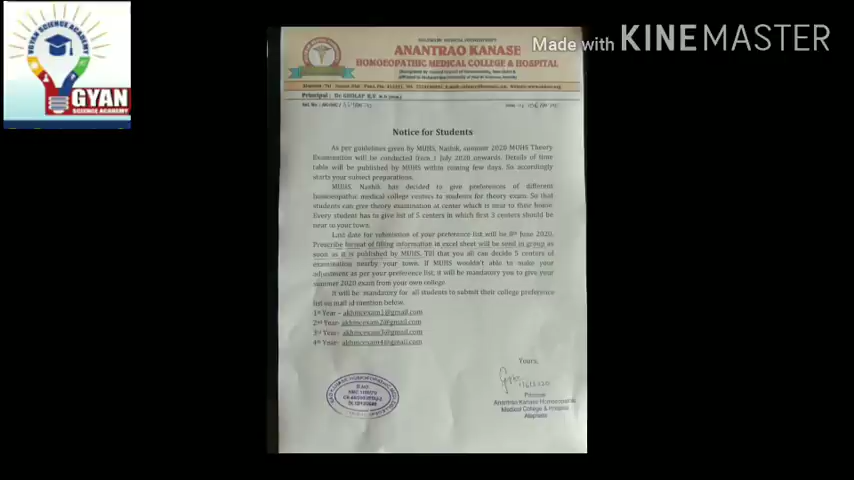 GYAN SCIENCE ACADEMY
GYAN
SCIENCE ACADEMY
Made with KINEMASTER
ANANTRAO KANASE
HOMOEOPATHIC MEDICAL COLLEGE & HOSPITAL
Principal : Dr. GHOLAP
Notice for Students
As per guidelines given by MUHS, Nashik, summer 2020 MUHS Theory
Examination will be conducted from 1 July 2020 onwards. Details of time
table will be published by MUHS within coming few days. So accordingly
starts your subject preparations.
MUHS, Nashik has decided to give preferences of different
homoeopathic medical college centers to students for theory exam. So that
students can give theory examination at center which is near to their home.
Every student has to give list of 5 centers in which first 3 centers should be
near to your town.
Last date for submission of your preference list will be 8th June 2020.
Prescribe format of filling information in excel sheet will be send in group as
soon as it is published by MUHS. Till that you all can decide 5 centers of
examination nearby your town. If MUHS wouldn't able to make your
adjustment as per your preference list, it will be mandatory you to give your
summer 2020 exam from your own college.
It will be mandatory for all students to submit their college preference
list on mail id mention below.
1st Year – akhmcexam1@gmail.com
2nd Year- akhmcexam2@gmail.com
3rd Year- akhmcexam3@gmail.com
4th Year- akhmcexam4@gmail.com
Yours,
Principal
Anantrao Kanase Homoeopathic
Medical College & Hospital
Alephata